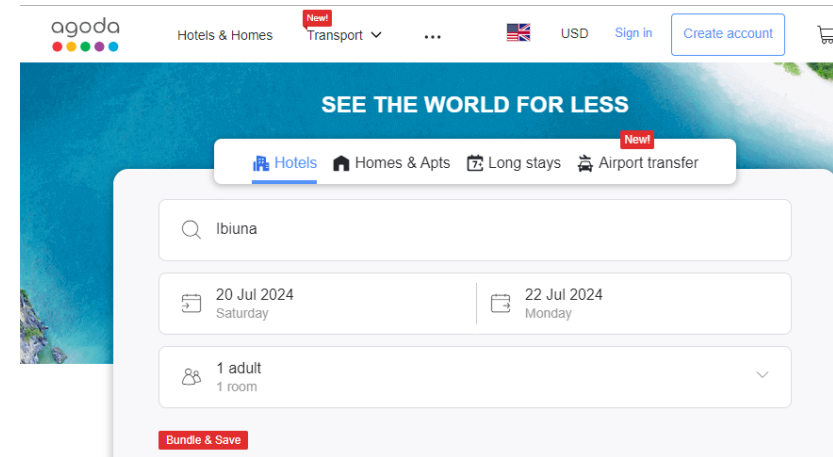 agoda
Hotels & Homes
New!
Transport
USD
Sign in
Create account
SEE THE WORLD FOR LESS
New!
Hotels
Homes & Apts
7+
Long stays
Airport transfer
Ibiuna
20 Jul 2024
Saturday
22 Jul 2024
Monday
1 adult
1 room
Bundle & Save